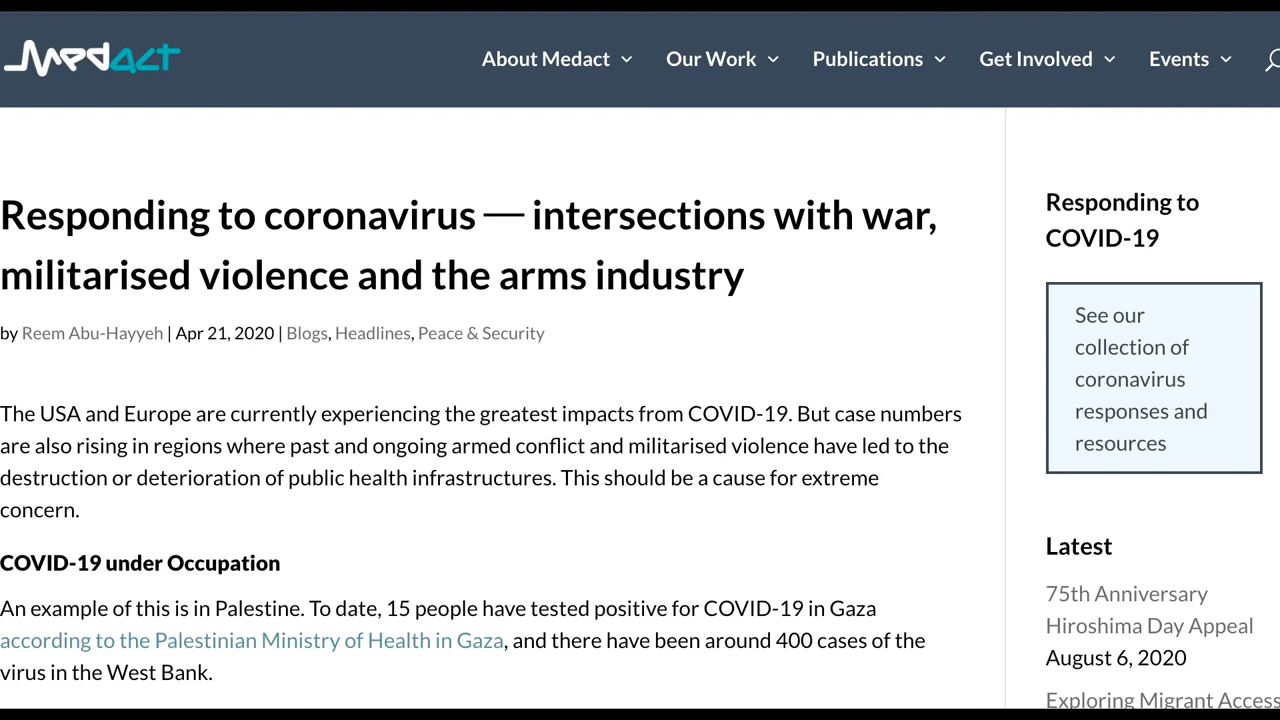 Medact
About Medact
Our Work
Publications
Get Involved
Events
Responding to coronavirus — intersections with war,
militarised violence and the arms industry
by Reem Abu-Hayyeh | Apr 21, 2020 | Blogs, Headlines, Peace & Security
The USA and Europe are currently experiencing the greatest impacts from COVID-19. But case numbers
are also rising in regions where past and ongoing armed conflict and militarised violence have led to the
destruction or deterioration of public health infrastructures. This should be a cause for extreme
concern.
COVID-19 under Occupation
An example of this is in Palestine. To date, 15 people have tested positive for COVID-19 in Gaza
according to the Palestinian Ministry of Health in Gaza, and there have been around 400 cases of the
virus in the West Bank.
Responding to
COVID-19
See our
collection of
coronavirus
responses and
resources
Latest
75th Anniversary
Hiroshima Day Appeal
August 6, 2020
Exploring Migrant Access